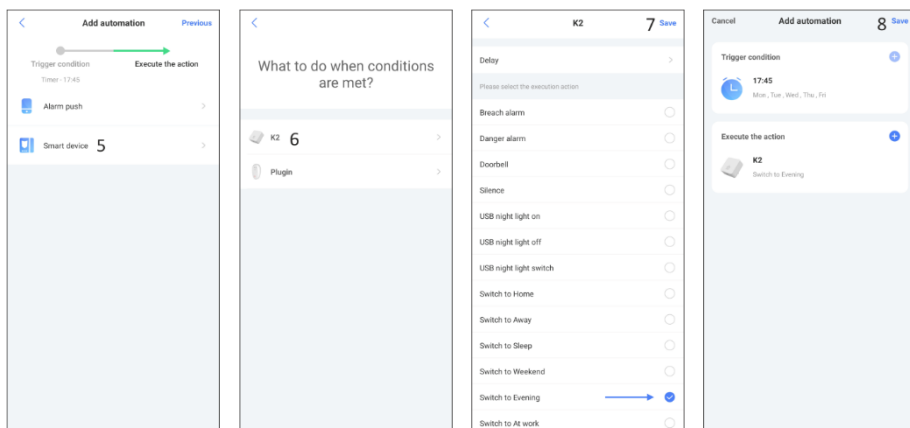 Add automation Previous
Trigger condition Execute the action
Timer - 17:45
Alarm push
Smart device 5
What to do when conditions
are met?
K2 6
Plugin
K2 7 Save
Delay
Please select the execution action
Breach alarm
Danger alarm
Doorbell
Silence
USB night light on
USB night light off
USB night light switch
Switch to Home
Switch to Away
Switch to Sleep
Switch to Weekend
Switch to Evening
Switch to At work
Cancel Add automation 8 Save
Trigger condition
17:45
Mon , Tue , Wed , Thu , Fri
Execute the action
K2
Switch to Evening